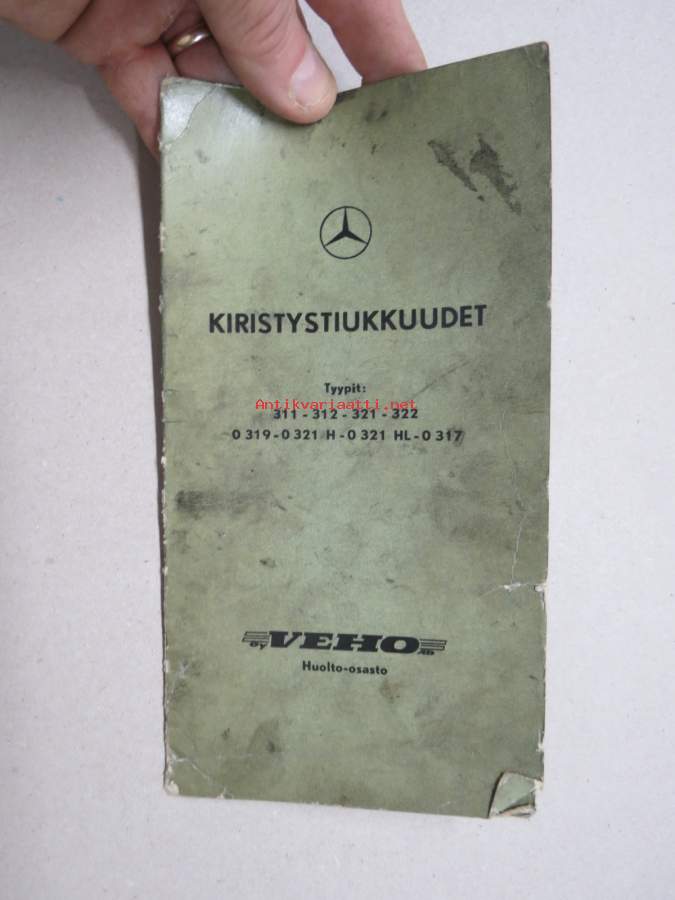 KIRISTYSTIUKKUUDET
Tyypit:
Antikvariaatti.net
311 - 312 - 321 - 322
O 319 - O 321 H - O 321 HL - O 317
OY VEHO AB
Huolto-osasto